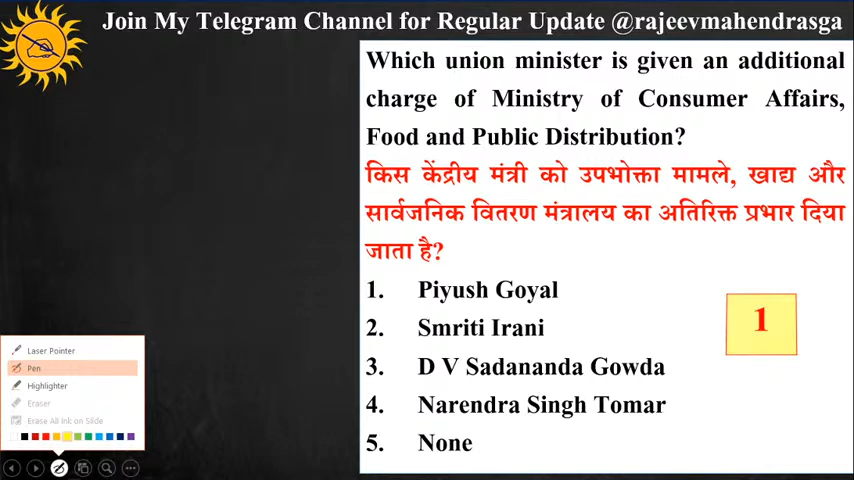 Join My Telegram Channel for Regular Update @rajeevmahendrasga
Which union minister is given an additional
charge of Ministry of Consumer Affairs,
Food and Public Distribution?
किस केंद्रीय मंत्री को उपभोक्ता मामले, खाद्य और
सार्वजनिक वितरण मंत्रालय का अतिरिक्त प्रभार दिया
जाता है?
1. Piyush Goyal
2. Smriti Irani
3. D V Sadananda Gowda
4. Narendra Singh Tomar
5. None
1
Laser Pointer
Pen
Highlighter
Eraser
Erase All Ink on Slide